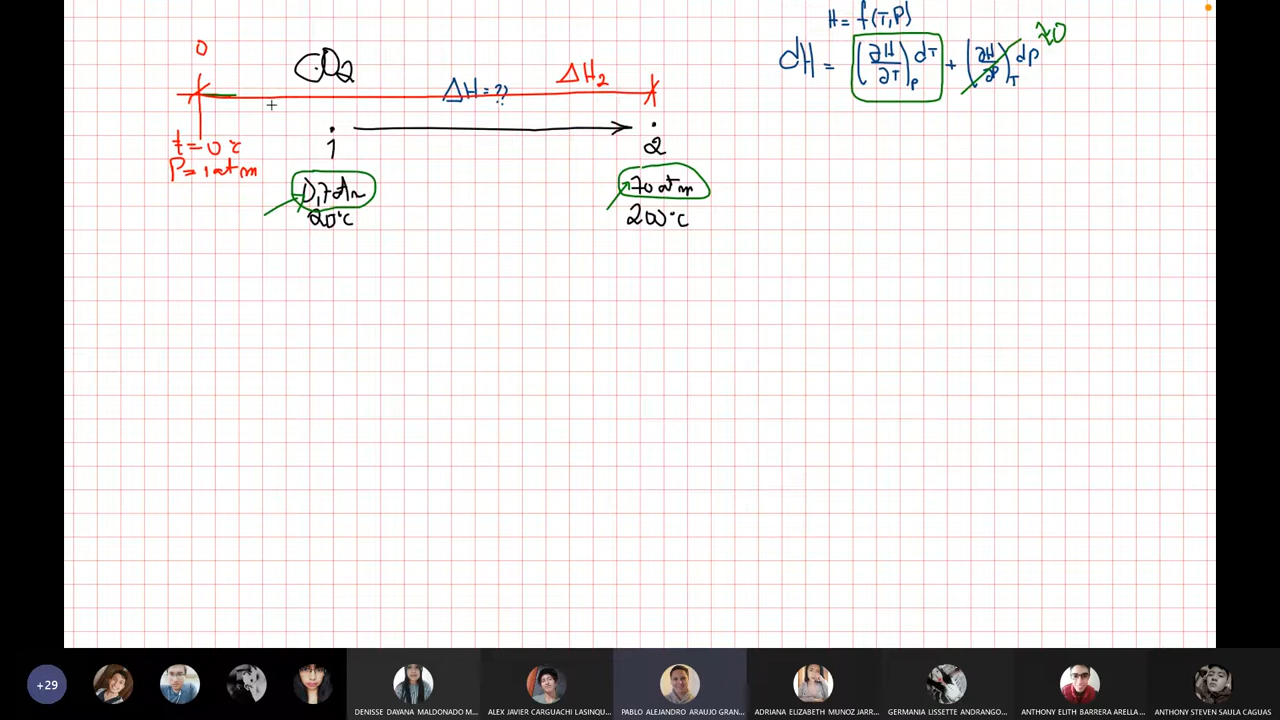 H = f(T,P)
dH = (∂H/∂T)P dT + (∂H/∂P)T dP ≈0
0
CO2
ΔH = ??
ΔH2
t = 0°C
P = 1 atm
1
2
0,7 atm
20°C
70 atm
200°C
+29
DENISSE DAYANA MALDONADO M...
ALEX JAVIER CARGUACHI LASINQU...
PABLO ALEJANDRO ARAUJO GRAN...
ADRIANA ELIZABETH MUNOZ JARR...
GERMANIA LISSETTE ANDRANGO...
ANTHONY ELITH BARRERA ARELLA ...
ANTHONY STEVEN SAULA CAGUAS